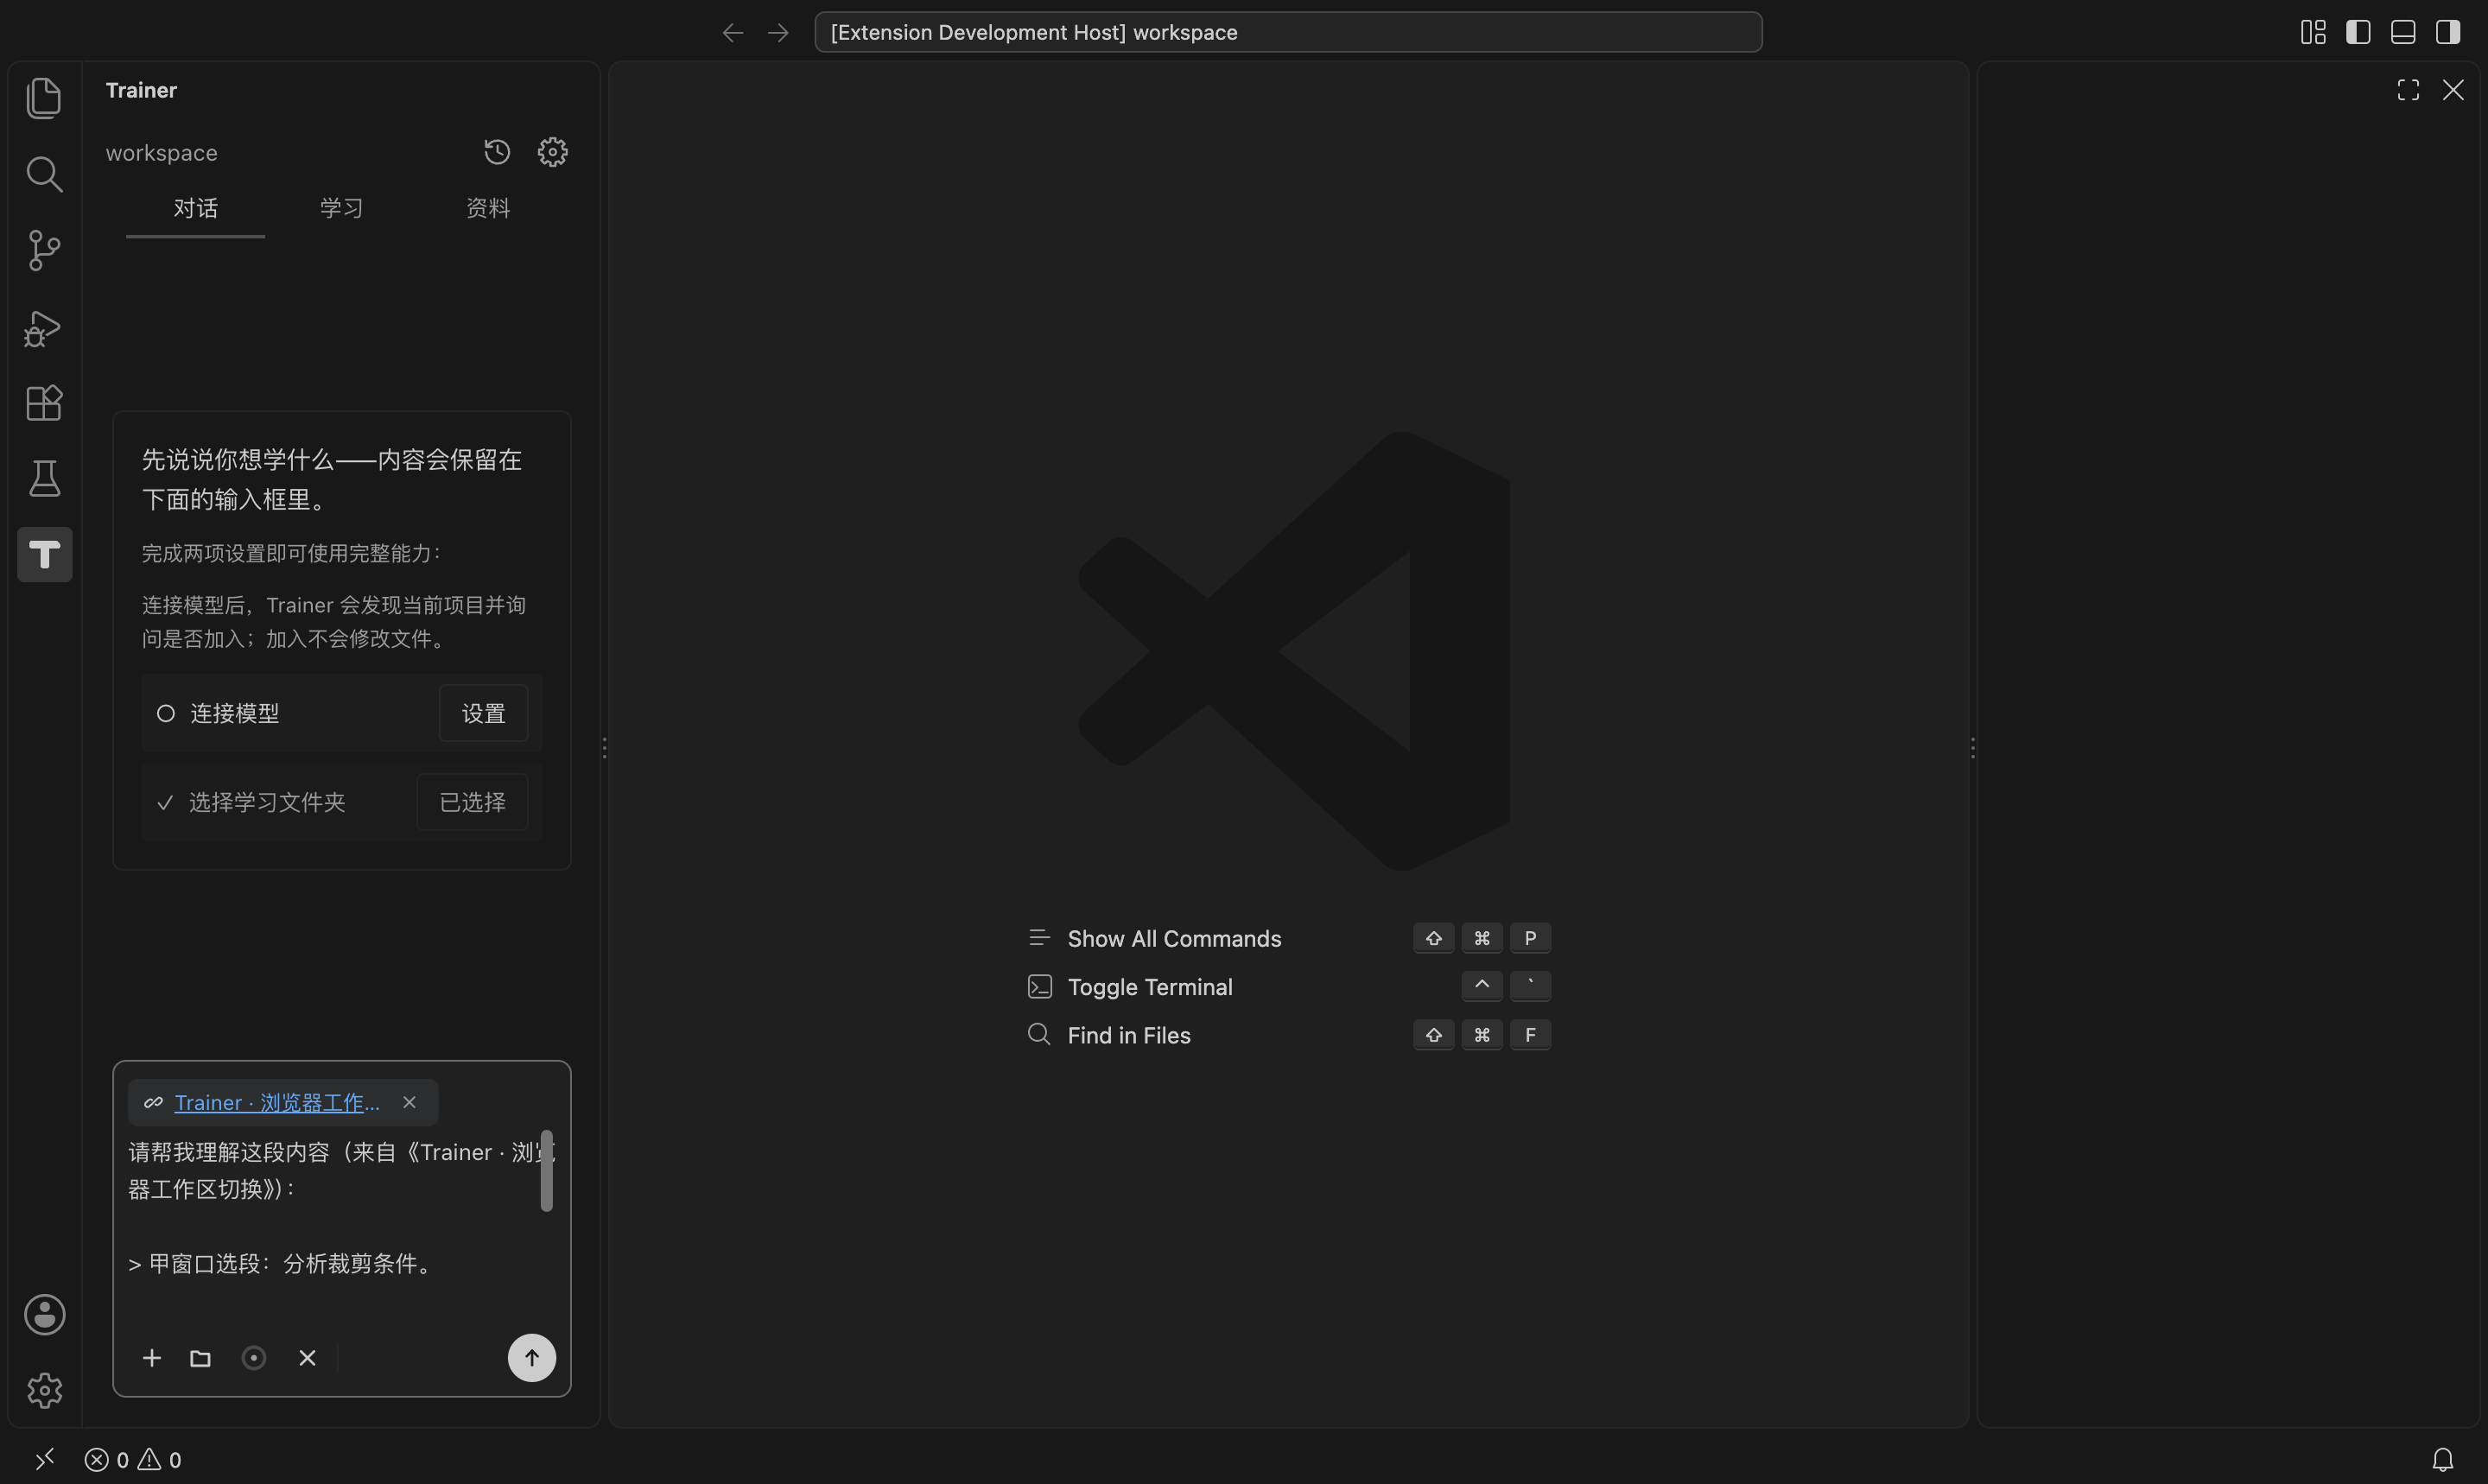 [Extension Development Host] workspace
Trainer
workspace
对话
学习
资料
先说说你想学什么——内容会保留在
下面的输入框里。
完成两项设置即可使用完整能力：
连接模型后，Trainer 会发现当前项目并询
问是否加入；加入不会修改文件。
连接模型
设置
选择学习文件夹
已选择
Show All Commands
⌘ P
Toggle Terminal
^ `
Find in Files
⌘ F
Trainer · 浏览器工作...
请帮我理解这段内容（来自《Trainer · 浏览
器工作区切换》）：
> 甲窗口选段：分析裁剪条件。
0
0